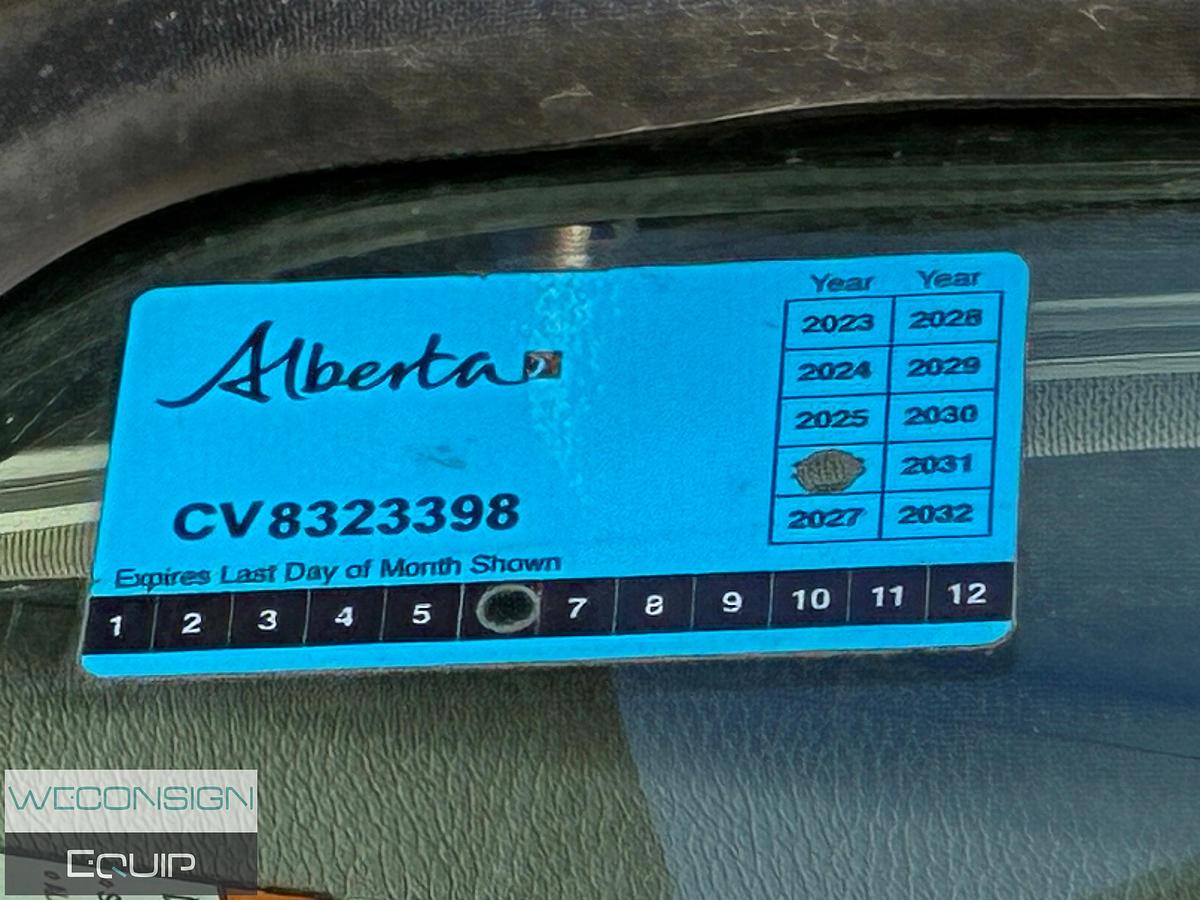 Alberta
Year Year
2023 2028
2024 2029
2025 2030
2031
2027 2032
CV8323398
Expires Last Day of Month Shown
1 2 3 4 5 7 8 9 10 11 12
WECONSIGN
EQUIP